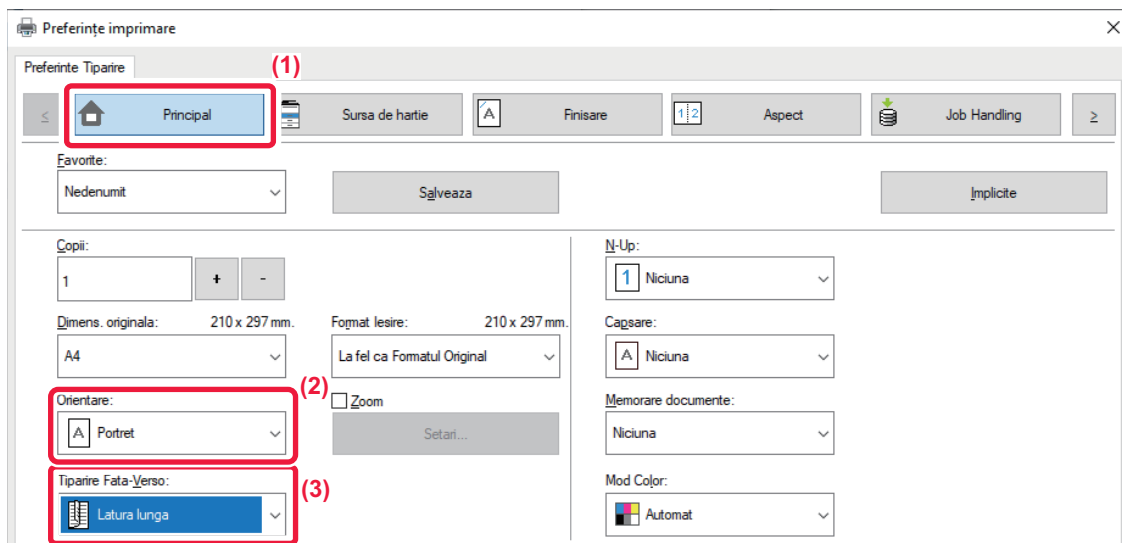 Preferințe imprimare
Preferinte Tiparire
(1)
< Principal Sursa de hartie A Finisare 1 2 Aspect Job Handling >
Favorite:
Nedenumit Salveaza Implicite
Copii: N-Up:
1 + - 1 Niciuna
Dimens. originala: 210 x 297 mm. Format Iesire: 210 x 297 mm. Capsare:
A4 La fel ca Formatul Original A Niciuna
(2)
Orientare: Zoom Memorare documente:
A Portret Setari... Niciuna
Tiparire Fata-Verso: (3) Mod Color:
Latura lunga Automat